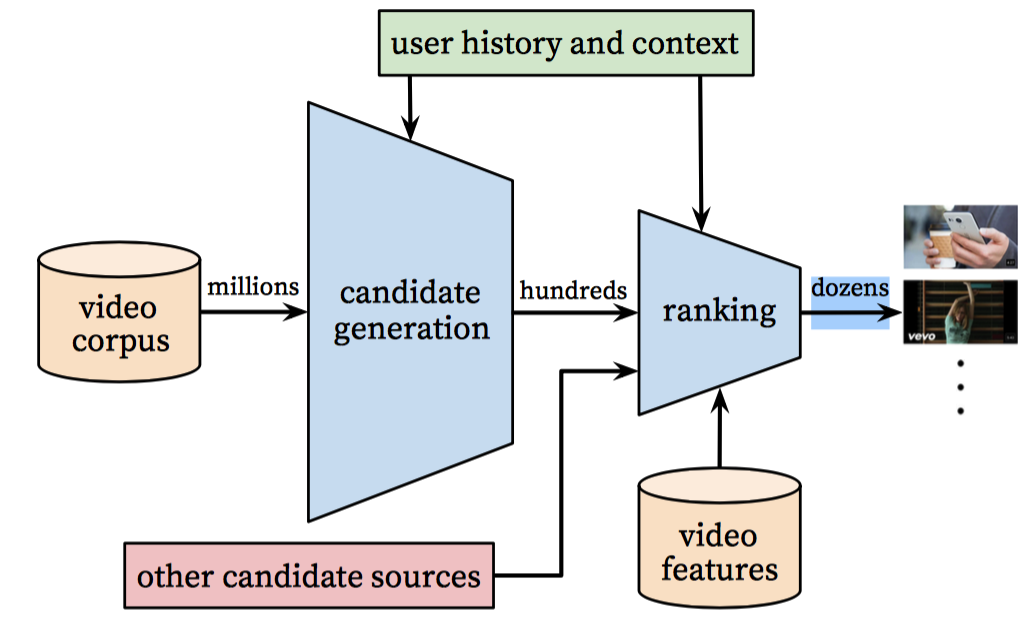 user history and context
video
corpus
millions
candidate
generation
hundreds
ranking
dozens
vevo
other candidate sources
video
features